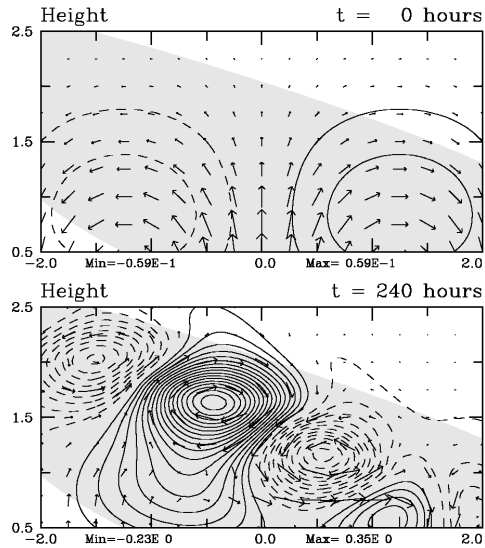 Height t = 0 hours
2.5
1.5
0.5
-2.0 Min=-0.59E-1 0.0 Max= 0.59E-1 2.0
Height t = 240 hours
2.5
1.5
0.5
-2.0 Min=-0.23E 0 0.0 Max= 0.35E 0 2.0